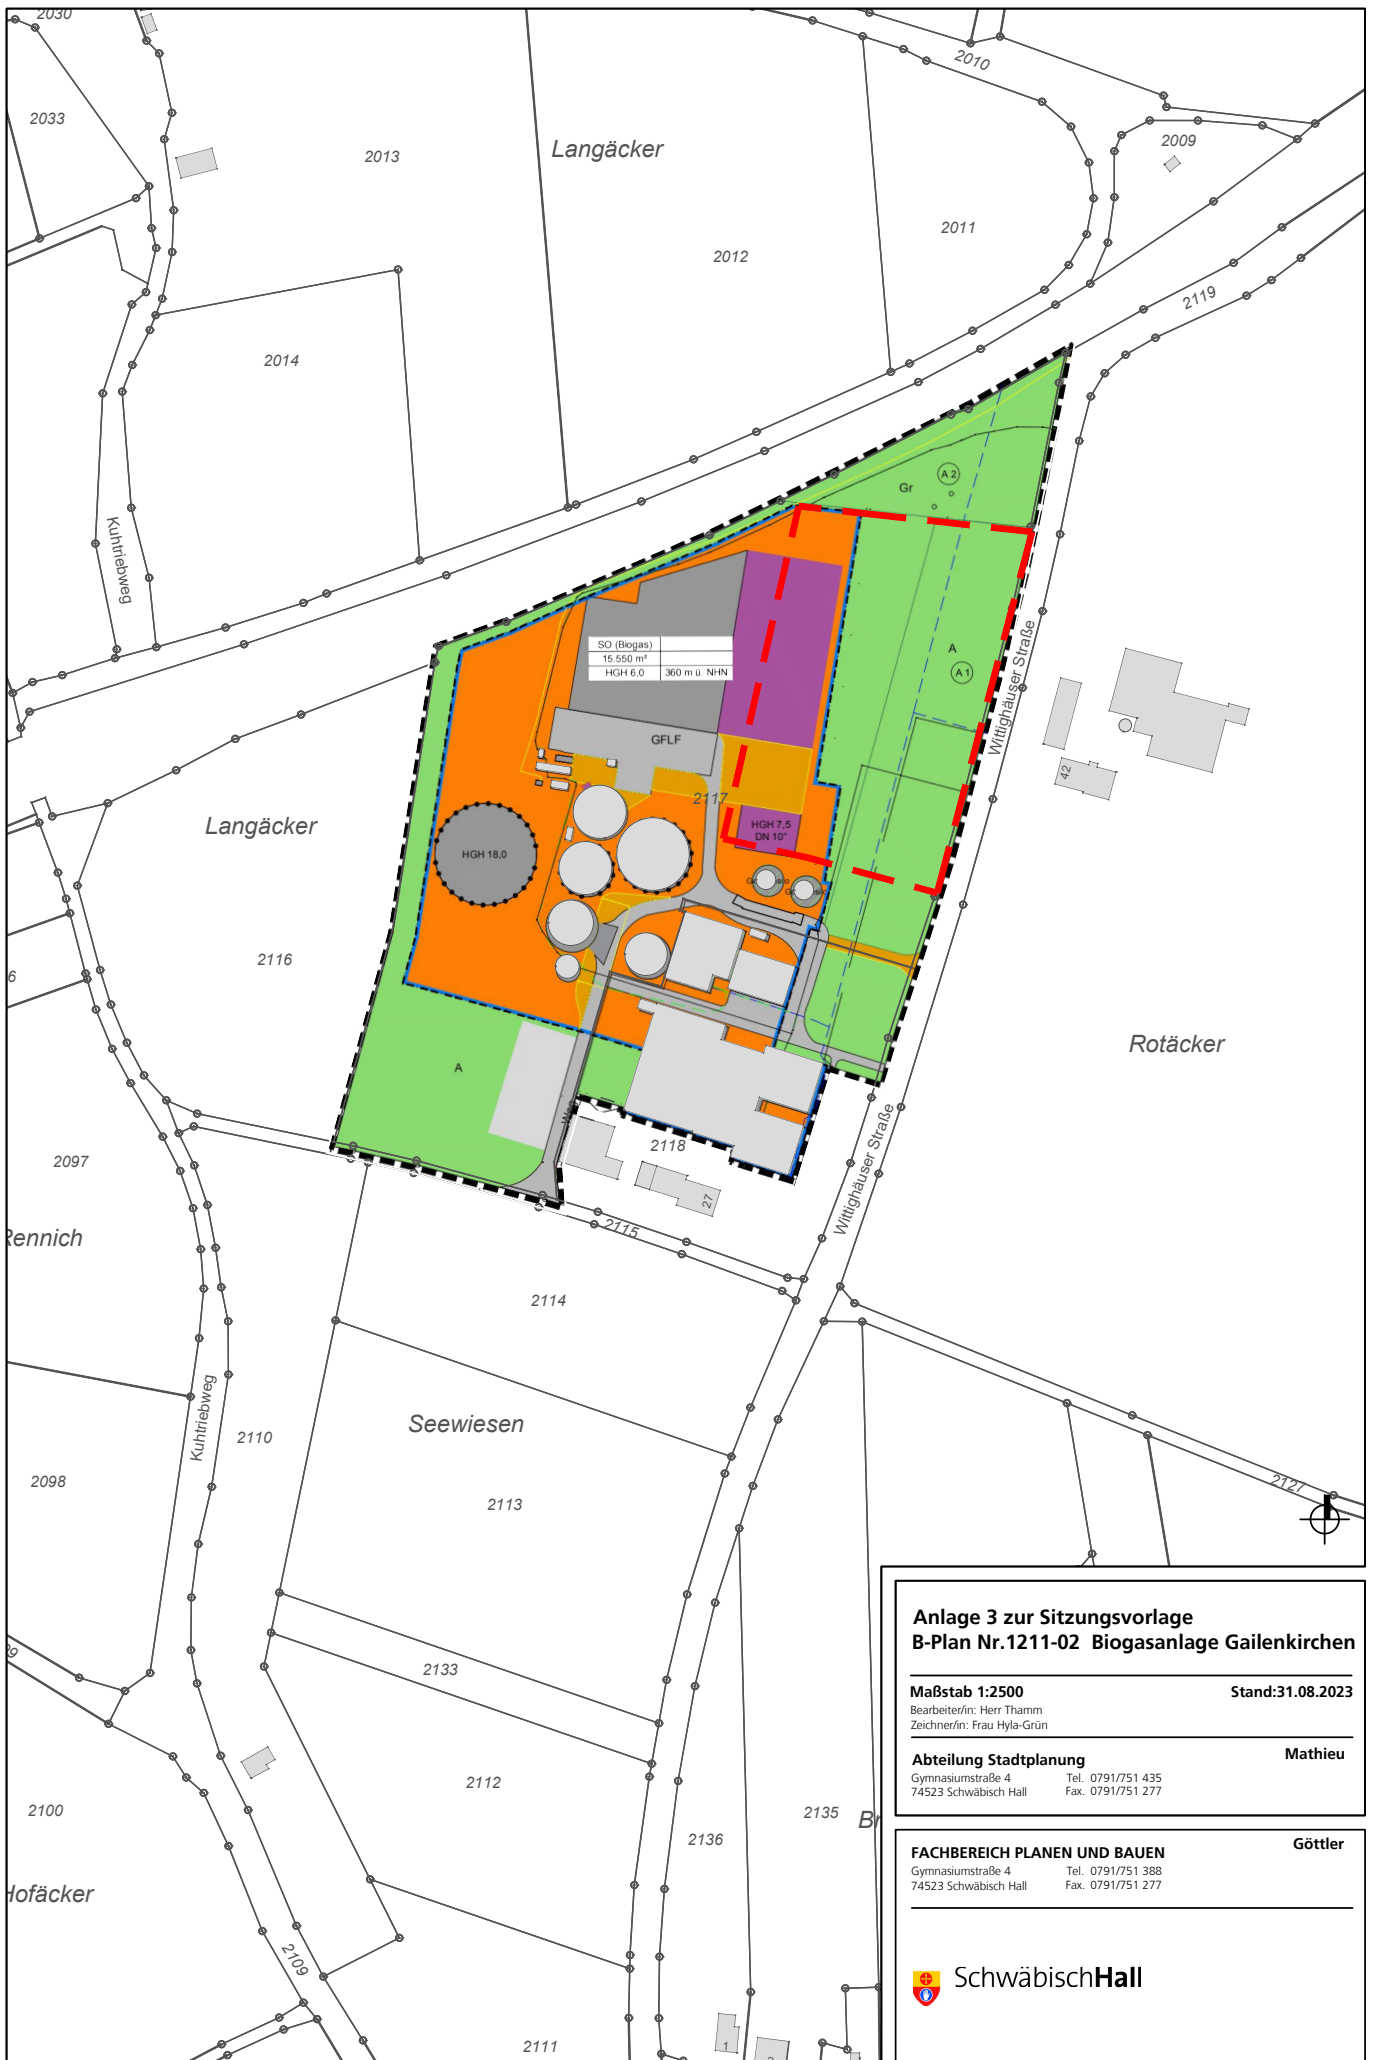 2030
2010
2033
2013
Langäcker
2009
2011
2012
2119
2014
A 2
Gr
Kuhtriebweg
SO (Biogas)
15.550 m²
HGH 6,0
360 m ü. NHN
A
A 1
Wittighäuser Straße
GFLF
42
2117
Langäcker
HGH 7,5
DN 10°
HGH 18,0
6
2116
Rotäcker
A
Weg
2118
2097
Wittighäuser Straße
27
2115
Rennich
2114
Seewiesen
Kuhtriebweg
2110
2098
2113
2127
2133
2112
2100
2135
2136
Hofäcker
2109
2111
1
Anlage 3 zur Sitzungsvorlage
B-Plan Nr.1211-02 Biogasanlage Gailenkirchen
Maßstab 1:2500
Stand:31.08.2023
Bearbeiter/in: Herr Thamm
Zeichner/in: Frau Hyla-Grün
Abteilung Stadtplanung
Mathieu
Gymnasiumstraße 4
Tel. 0791/751 435
74523 Schwäbisch Hall
Fax. 0791/751 277
FACHBEREICH PLANEN UND BAUEN
Göttler
Gymnasiumstraße 4
Tel. 0791/751 388
74523 Schwäbisch Hall
Fax. 0791/751 277
SchwäbischHall